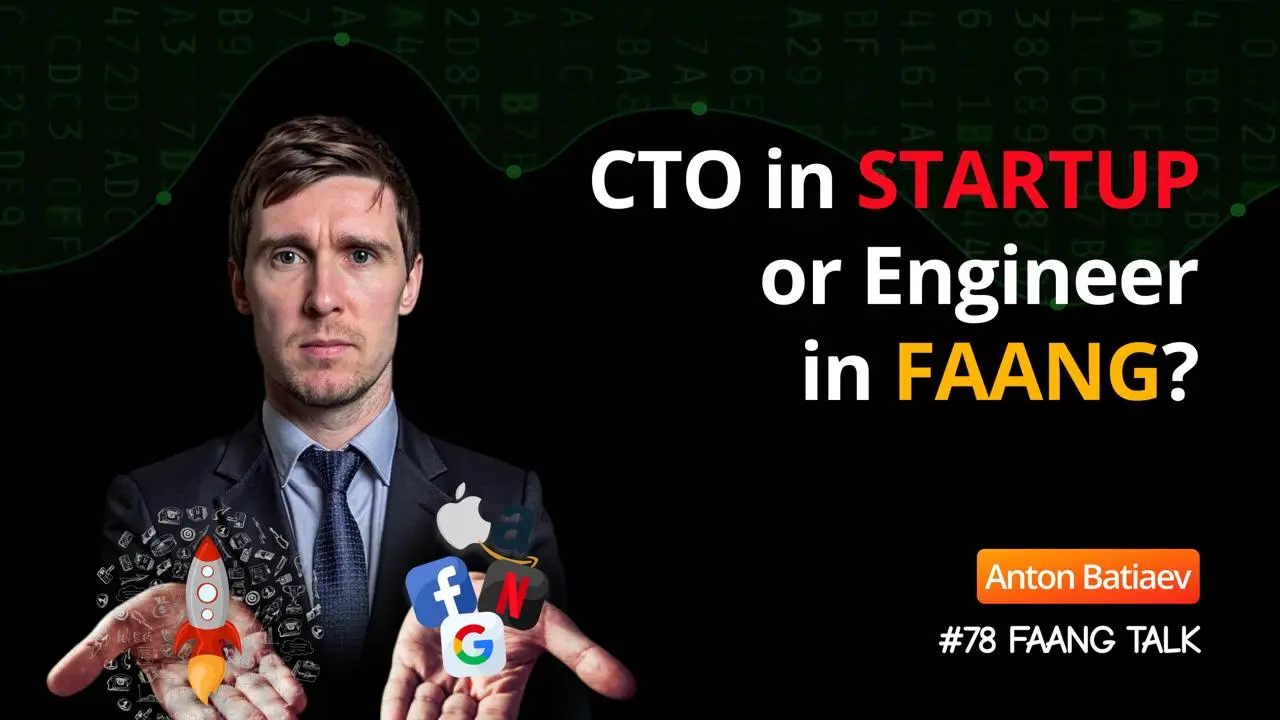 CTO in STARTUP
or Engineer
in FAANG?
Anton Batiaev
#78 FAANG TALK